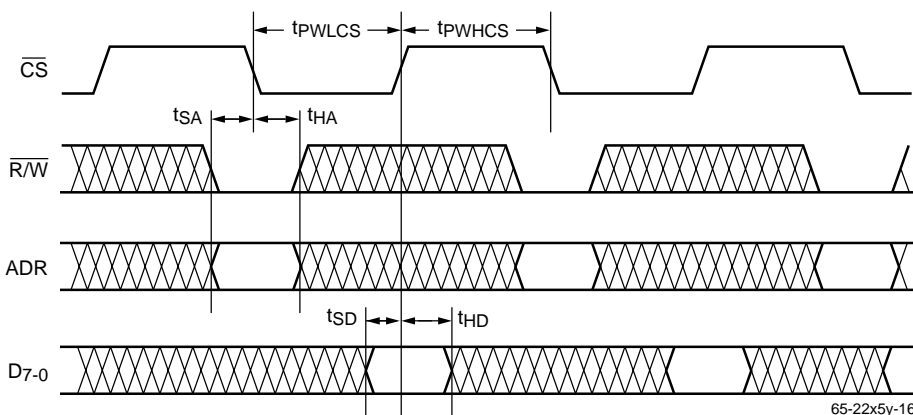 tPWLCS tPWHCS
CS
tSA tHA
R/W
ADR
tSD tHD
D7-0
65-22x5y-16